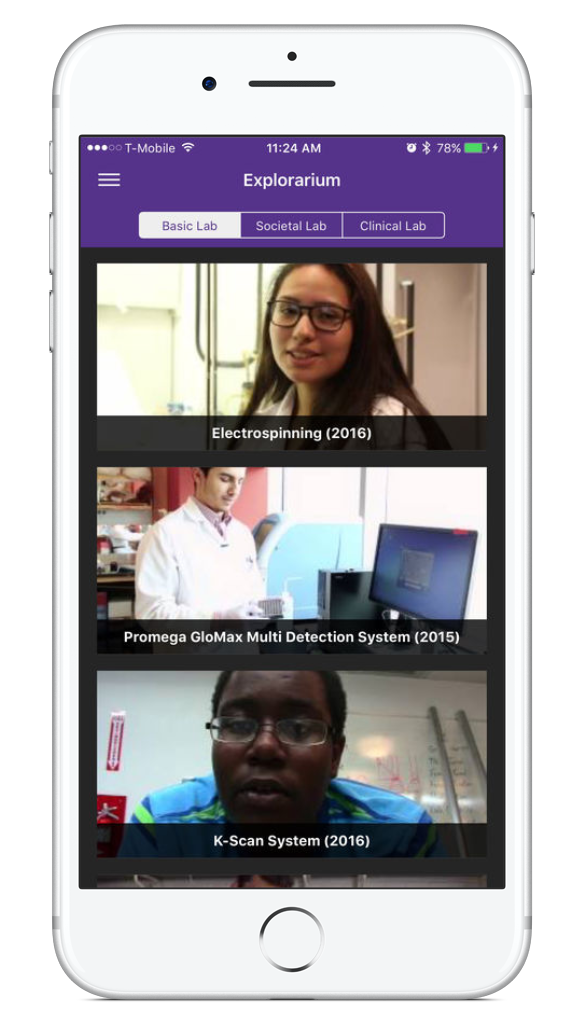 T-Mobile 11:24 AM 78%
Explorarium
Basic Lab Societal Lab Clinical Lab
Electrospinning (2016)
Promega GloMax Multi Detection System (2015)
K-Scan System (2016)